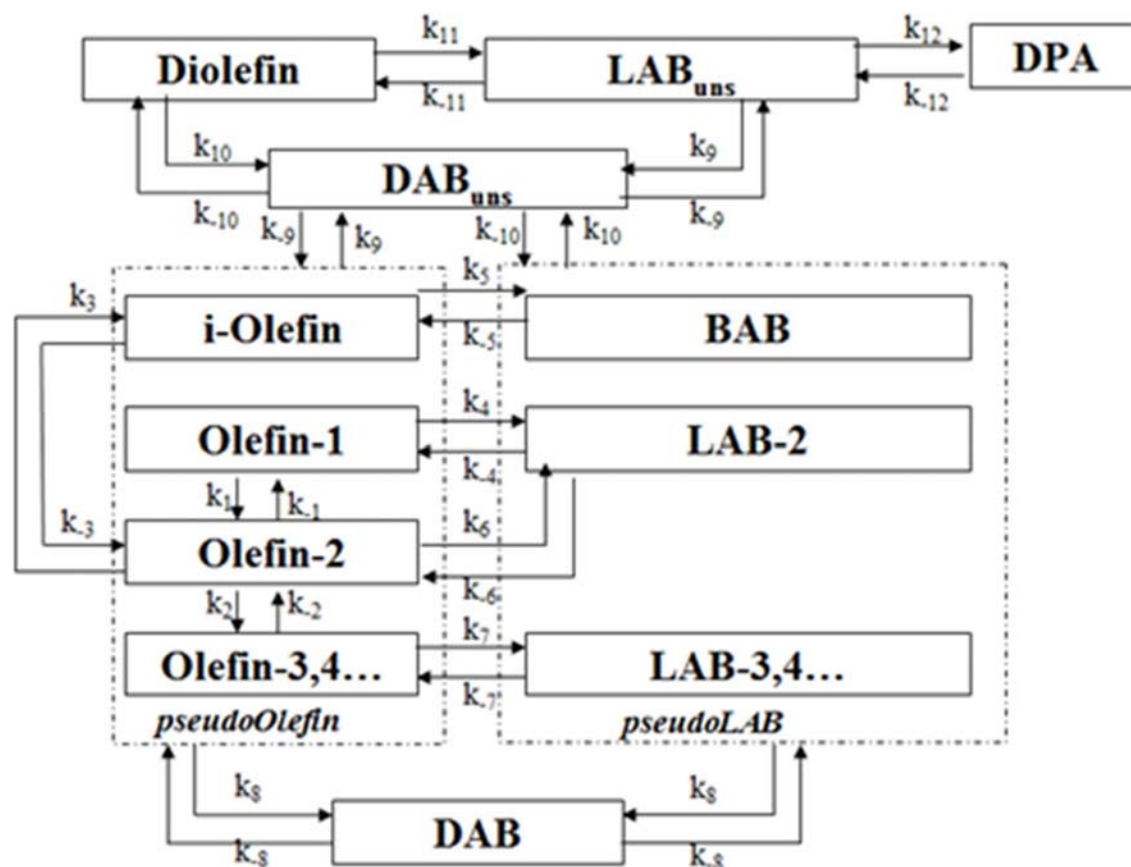 k11
k12
Diolefin
LABuns
DPA
k-11
k-12
k10
k9
DABuns
k-10
k-9
k-9
k9
k-10
k10
k3
k5
i-Olefin
BAB
k-5
k4
Olefin-1
LAB-2
k-4
k1
k-1
k-3
k6
Olefin-2
k-6
k2
k-2
k7
Olefin-3,4...
LAB-3,4...
k-7
pseudoOlefin
pseudoLAB
k8
k8
DAB
k-8
k-8